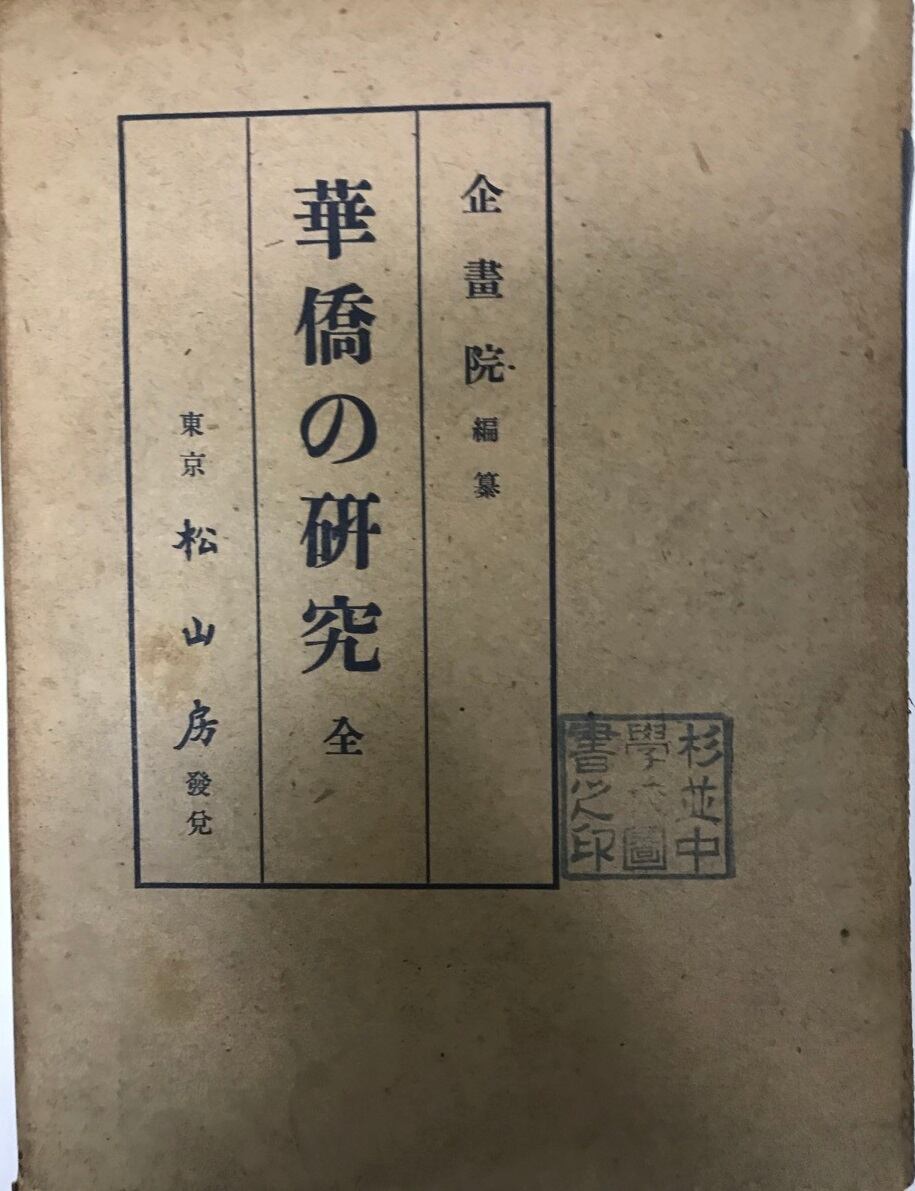 企畫院編纂
華僑の研究 全
東京 松山房發兌
杉並中
學校圖
書之印